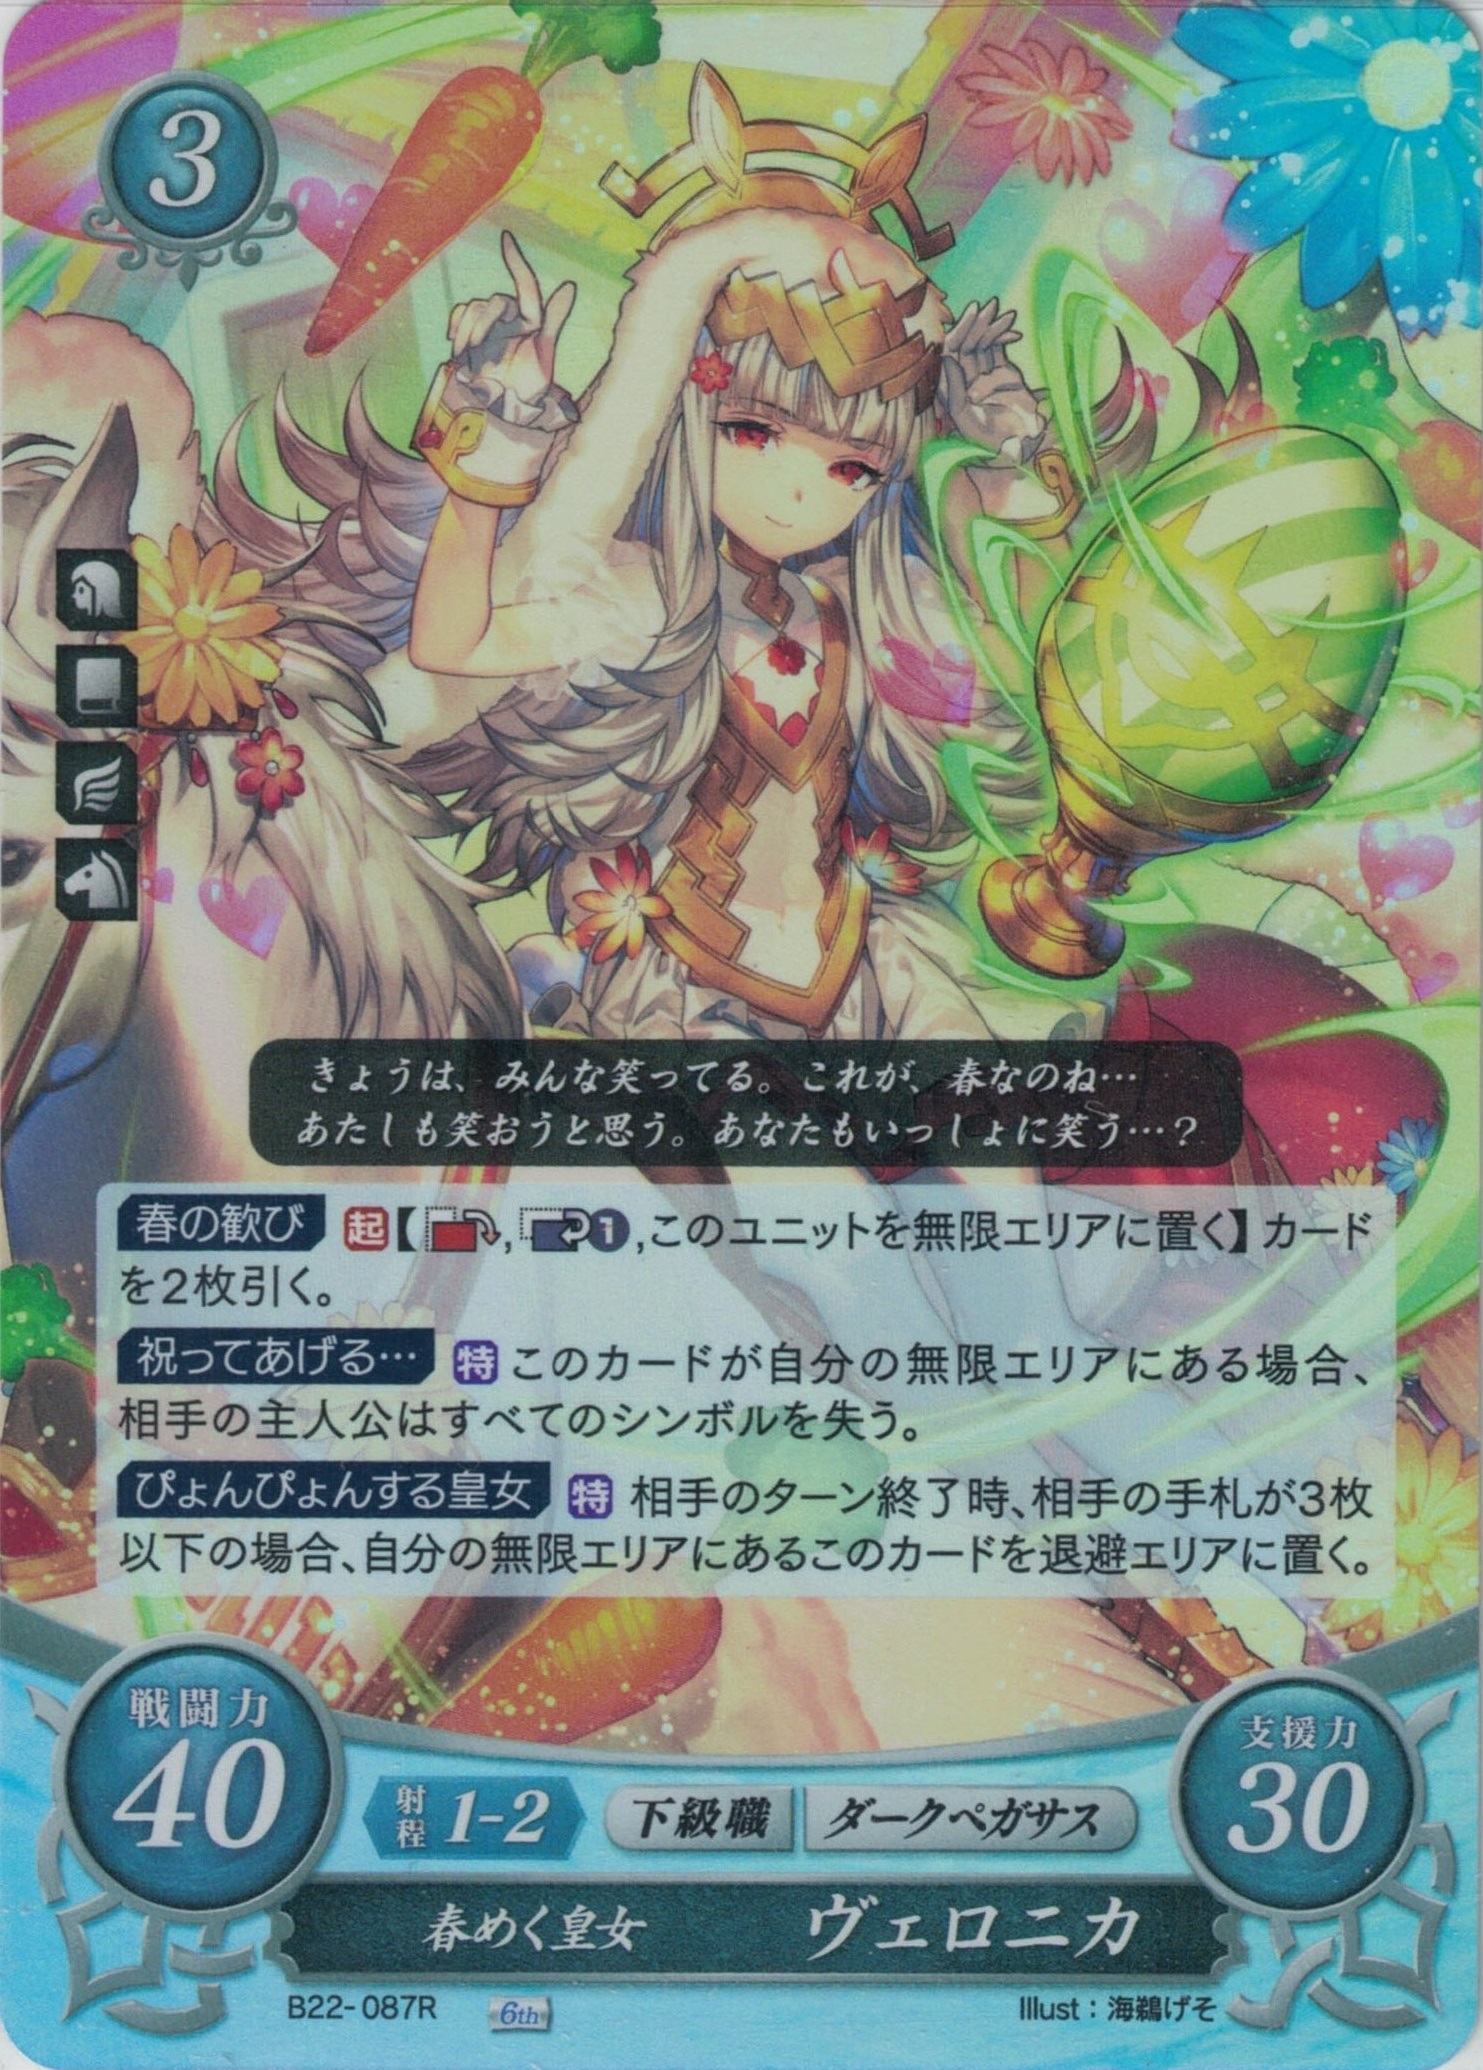 3
きょうは、みんな笑ってる。これが、春なのね…
あたしも笑おうと思う。あなたもいっしょに笑う…?
春の歓び 起【 , 1 ,このユニットを無限エリアに置く】カード
を2枚引く。
祝ってあげる… 特 このカードが自分の無限エリアにある場合、
相手の主人公はすべてのシンボルを失う。
ぴょんぴょんする皇女 特 相手のターン終了時、相手の手札が3枚
以下の場合、自分の無限エリアにあるこのカードを退避エリアに置く。
戦闘力
40
射程 1-2
下級職
ダークペガサス
支援力
30
春めく皇女 ヴェロニカ
B22-087R 6th Illust：海鵜げそ